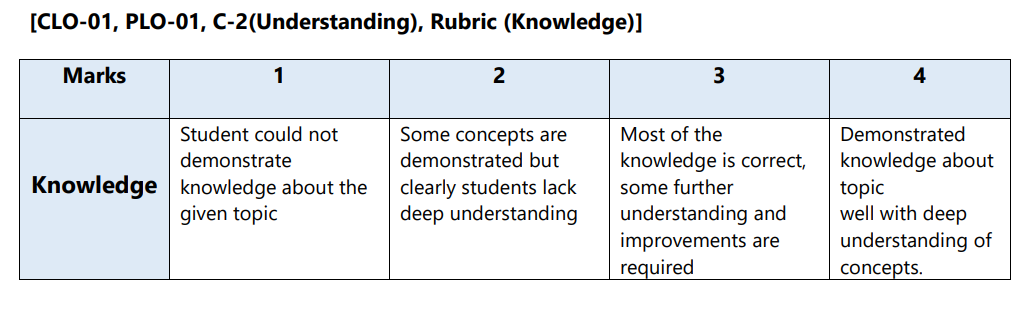 [CLO-01, PLO-01, C-2(Understanding), Rubric (Knowledge)]
Marks
1
2
3
4
Knowledge
Student could not
demonstrate
knowledge about the
given topic
Some concepts are
demonstrated but
clearly students lack
deep understanding
Most of the
knowledge is correct,
some further
understanding and
improvements are
required
Demonstrated
knowledge about
topic
well with deep
understanding of
concepts.